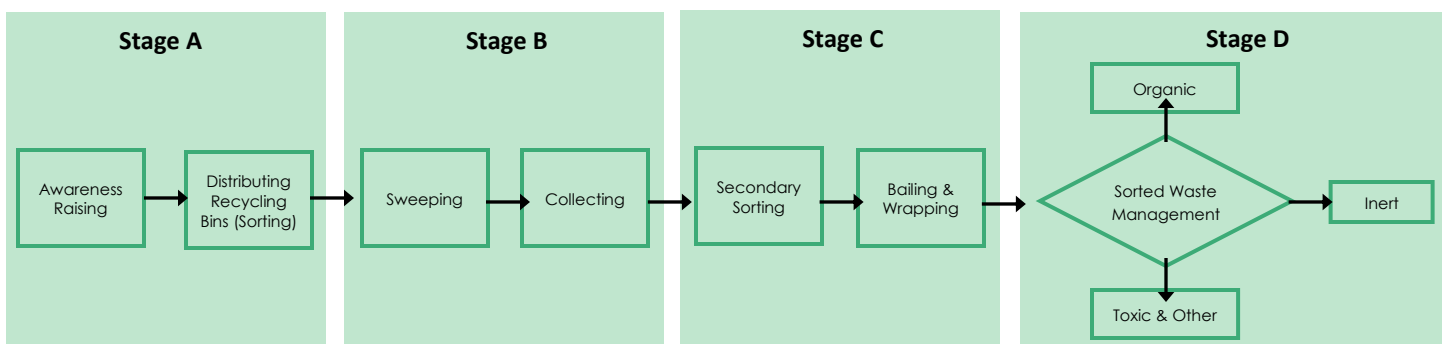 Stage A
Awareness
Raising
Distributing
Recycling
Bins (Sorting)
Stage B
Sweeping
Collecting
Stage C
Secondary
Sorting
Bailing &
Wrapping
Stage D
Organic
Sorted Waste
Management
Inert
Toxic & Other